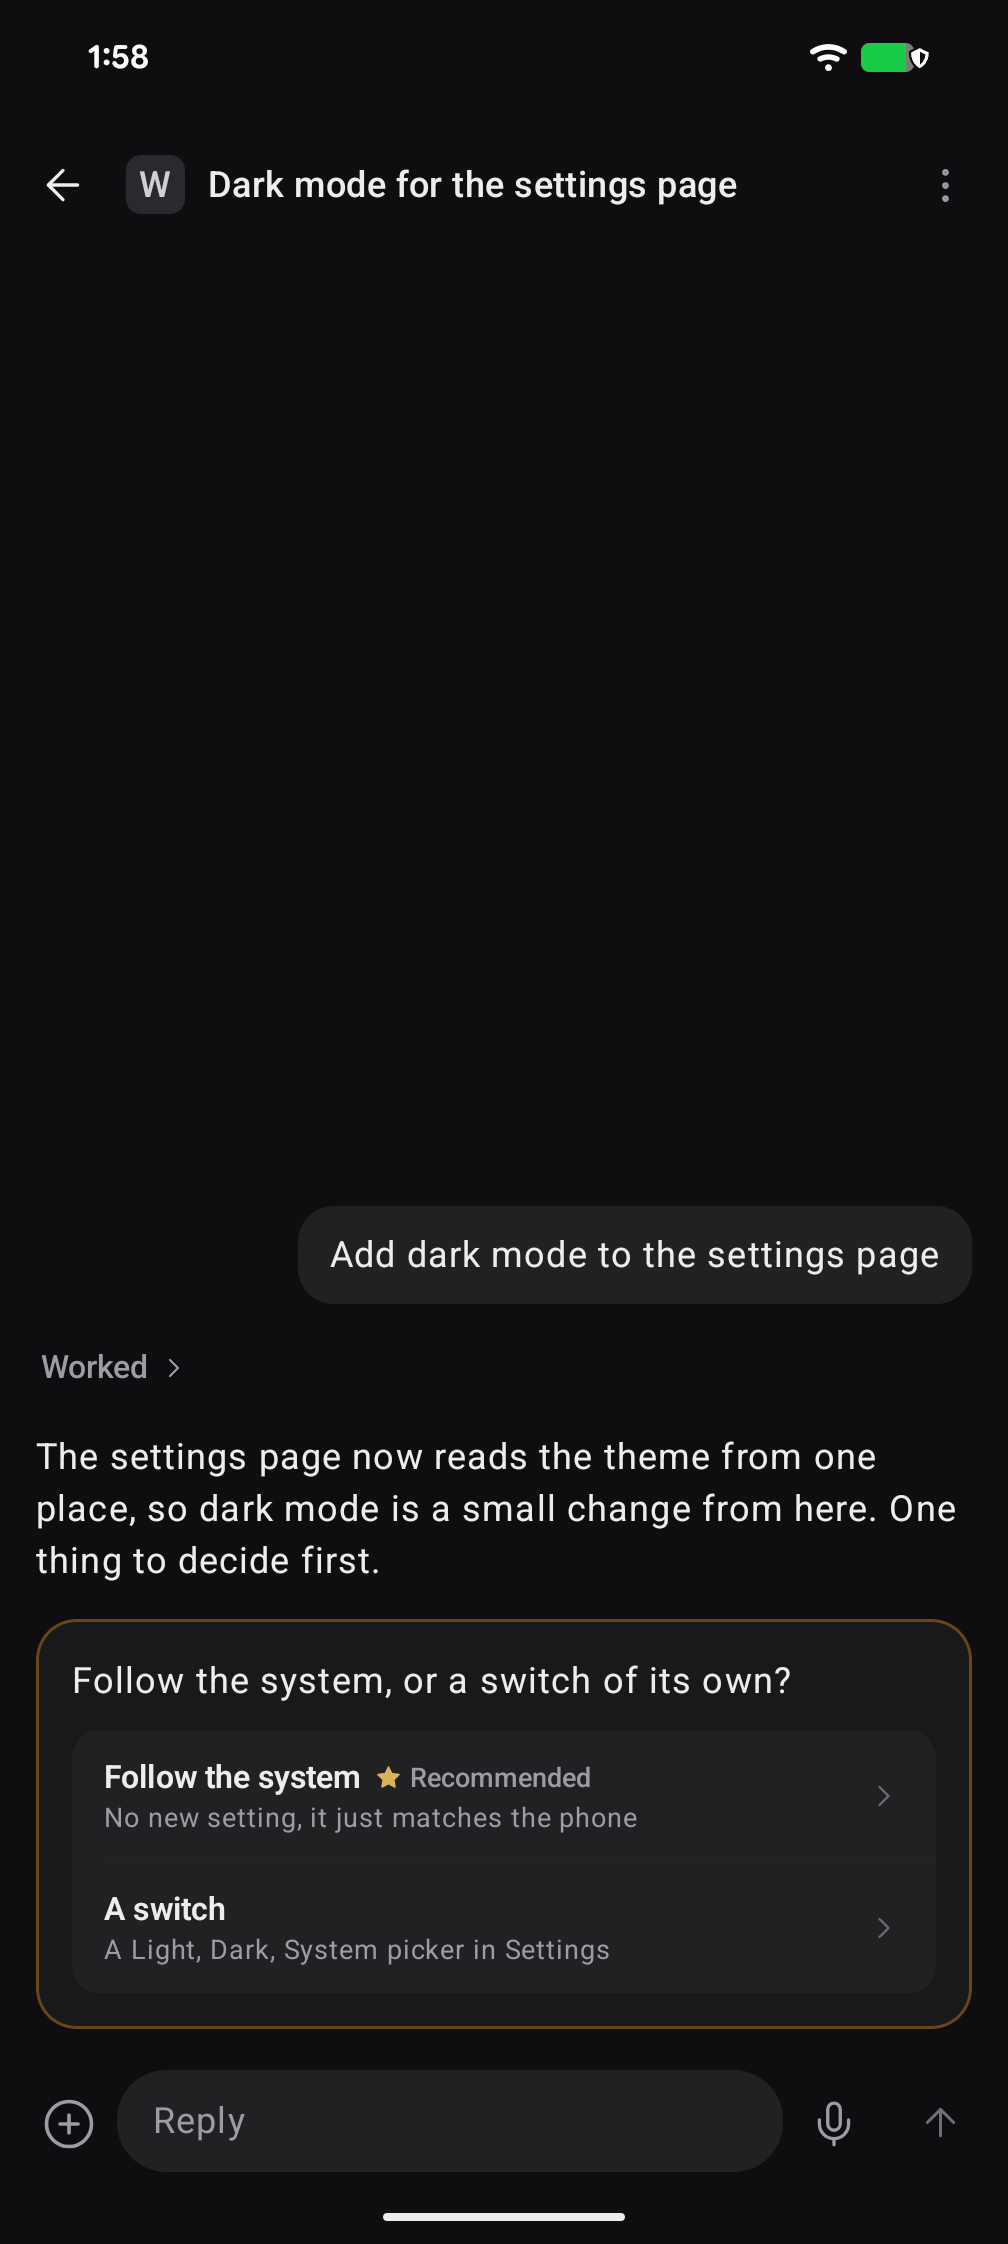 1:58
W Dark mode for the settings page
Add dark mode to the settings page
Worked
The settings page now reads the theme from one
place, so dark mode is a small change from here. One
thing to decide first.
Follow the system, or a switch of its own?
Follow the system Recommended
No new setting, it just matches the phone
A switch
A Light, Dark, System picker in Settings
Reply